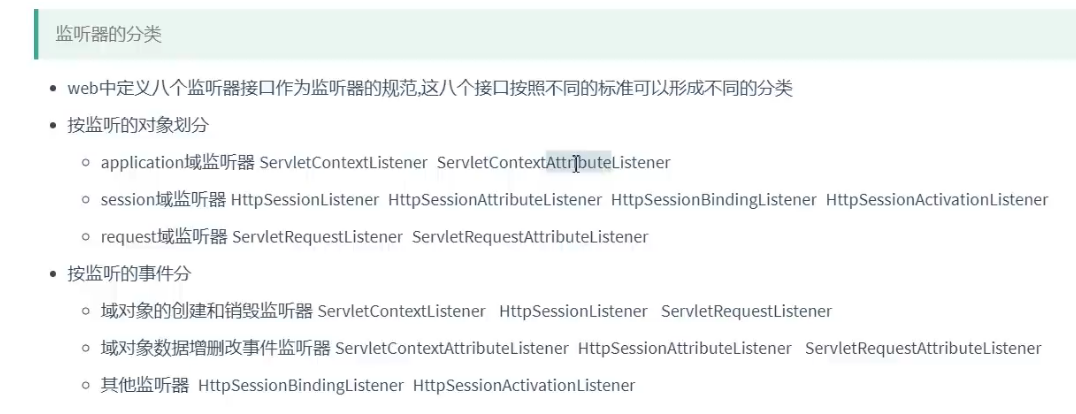 监听器的分类
web中定义八个监听器接口作为监听器的规范,这八个接口按照不同的标准可以形成不同的分类
按监听的对象划分
application域监听器 ServletContextListener ServletContextAttributeListener
session域监听器 HttpSessionListener HttpSessionAttributeListener HttpSessionBindingListener HttpSessionActivationListener
request域监听器 ServletRequestListener ServletRequestAttributeListener
按监听的事件分
域对象的创建和销毁监听器 ServletContextListener HttpSessionListener ServletRequestListener
域对象数据增删改事件监听器 ServletContextAttributeListener HttpSessionAttributeListener ServletRequestAttributeListener
其他监听器 HttpSessionBindingListener HttpSessionActivationListener